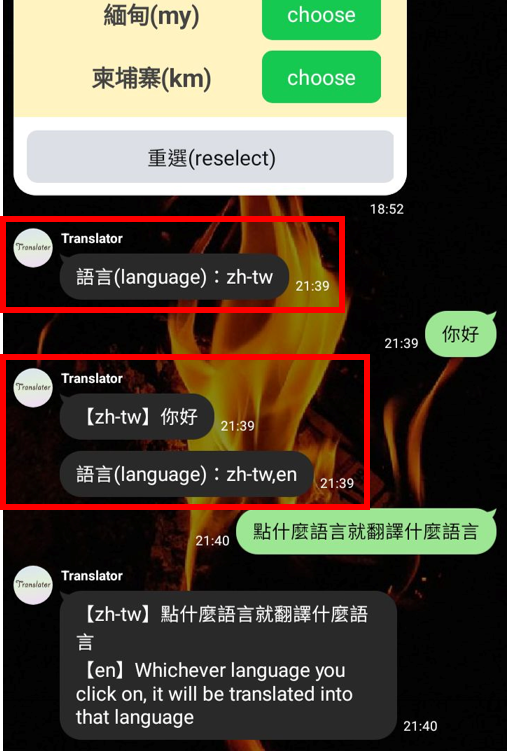 緬甸(my)
choose
柬埔寨(km)
choose
重選(reselect)
18:52
Translator
Translator
語言(language)：zh-tw
21:39
你好
21:39
Translator
Translator
【zh-tw】你好
21:39
語言(language)：zh-tw,en
21:39
點什麼語言就翻譯什麼語言
21:40
Translator
Translator
【zh-tw】點什麼語言就翻譯什麼語
言
【en】Whichever language you
click on, it will be translated into
that language
21:40